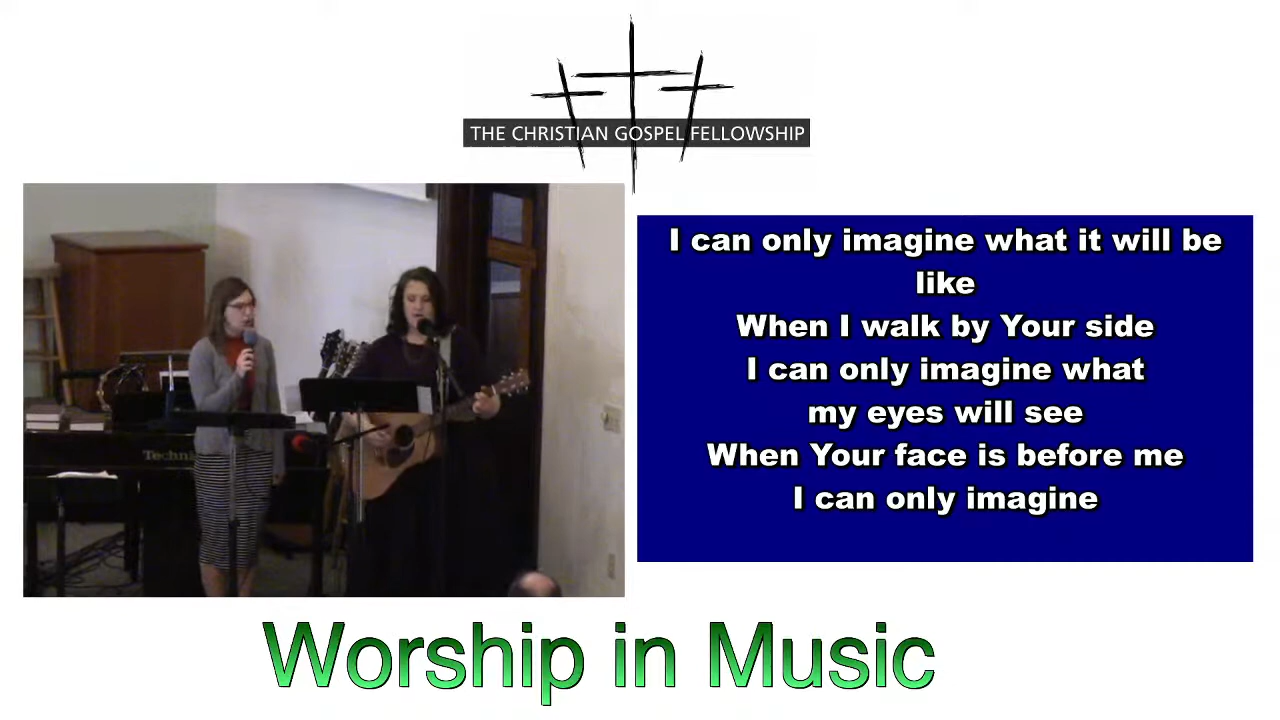 THE CHRISTIAN GOSPEL FELLOWSHIP
I can only imagine what it will be
like
When I walk by Your side
I can only imagine what
my eyes will see
When Your face is before me
I can only imagine
Techni
Worship in Music